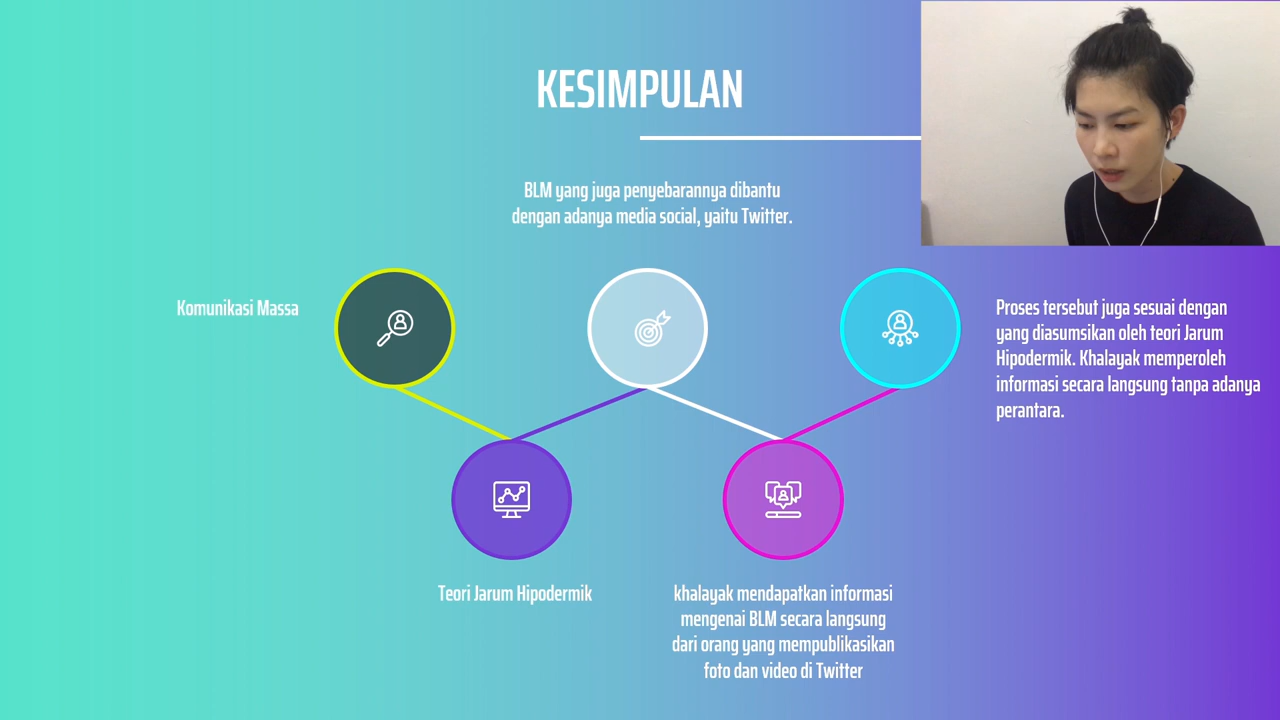 KESIMPULAN
BLM yang juga penyebarannya dibantu
dengan adanya media social, yaitu Twitter.
Komunikasi Massa
Proses tersebut juga sesuai dengan
yang diasumsikan oleh teori Jarum
Hipodermik. Khalayak memperoleh
informasi secara langsung tanpa adanya
perantara.
Teori Jarum Hipodermik
khalayak mendapatkan informasi
mengenai BLM secara langsung
dari orang yang mempublikasikan
foto dan video di Twitter